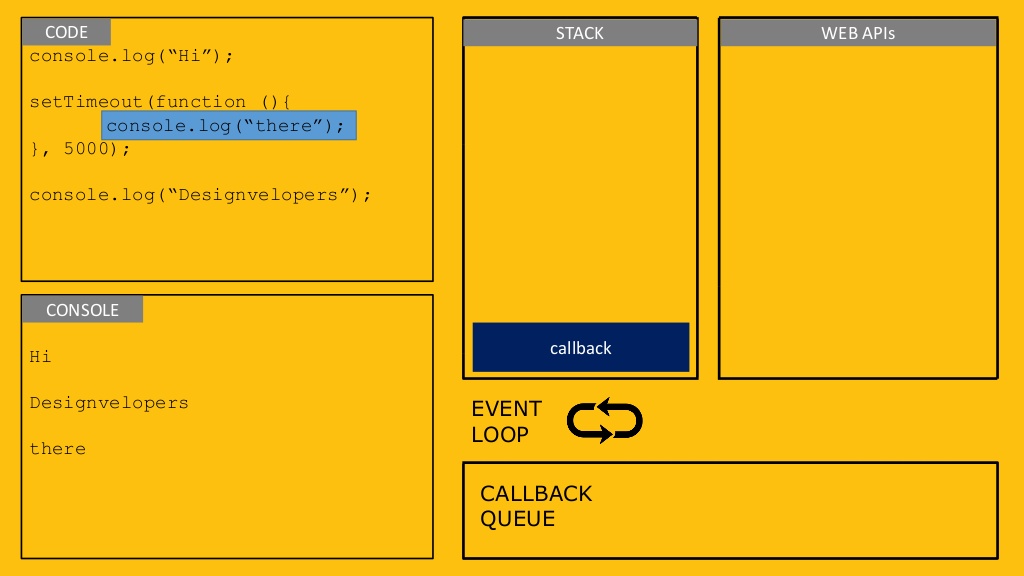 CODE
console.log(“Hi”);
setTimeout(function (){
console.log(“there”);
}, 5000);
console.log(“Designvelopers”);
CONSOLE
Hi
Designvelopers
there
STACK
callback
WEB APIs
EVENT
LOOP
CALLBACK
QUEUE